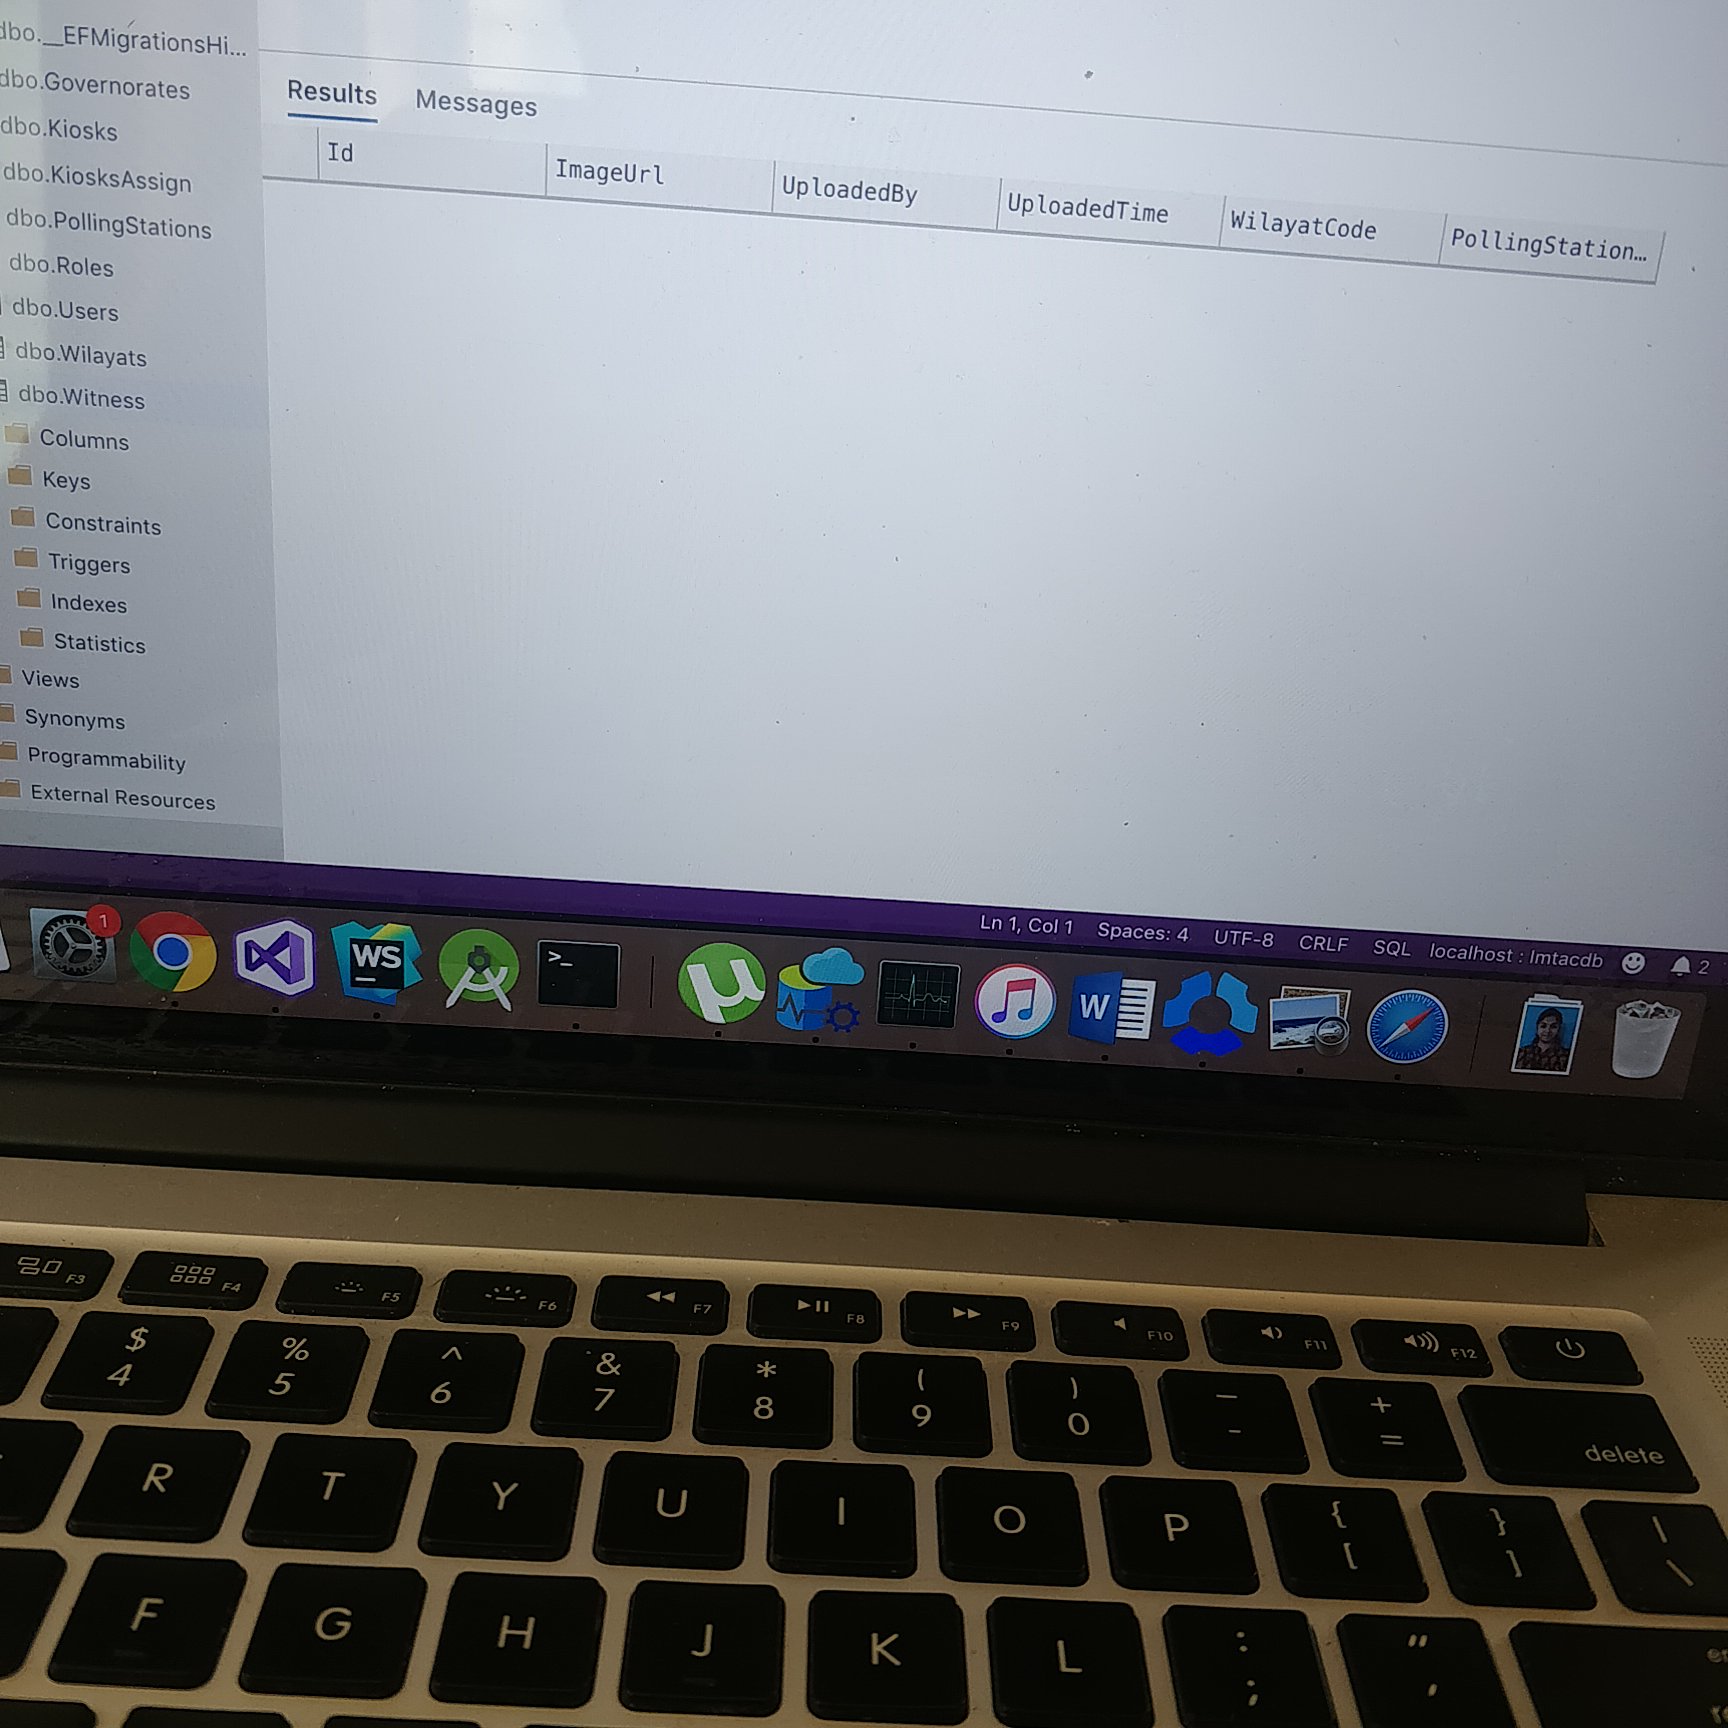 dbo.__EFMigrationsHi...
dbo.Governorates
dbo.Kiosks
dbo.KiosksAssign
dbo.PollingStations
dbo.Roles
dbo.Users
dbo.Wilayats
dbo.Witness
Columns
Keys
Constraints
Triggers
Indexes
Statistics
Views
Synonyms
Programmability
External Resources
Results Messages
Id ImageUrl UploadedBy UploadedTime WilayatCode PollingStation...
Ln 1, Col 1 Spaces: 4 UTF-8 CRLF SQL localhost : Imtacdb 2
1
WS
>_
µ
W
F3 F4 F5 F6 F7 F8 F9 F10 F11 F12
$ % ^ & * ( ) — +
4 5 6 7 8 9 0 - =
delete
R T Y U I O P { [ } ] | \
F G H J K L : ; " '